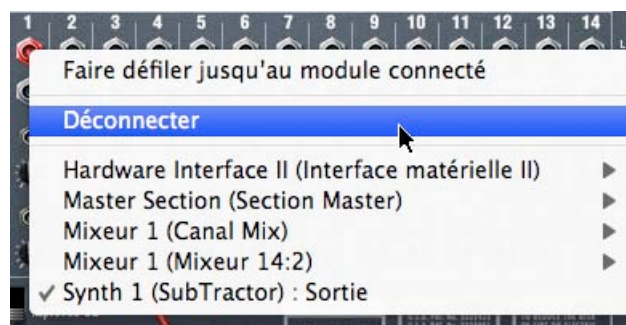 1 2 3 4 5 6 7 8 9 10 11 12 13 14
Faire défiler jusqu'au module connecté
Déconnecter
Hardware Interface II (Interface matérielle II)
Master Section (Section Master)
Mixeur 1 (Canal Mix)
Mixeur 1 (Mixeur 14:2)
Synth 1 (SubTractor) : Sortie